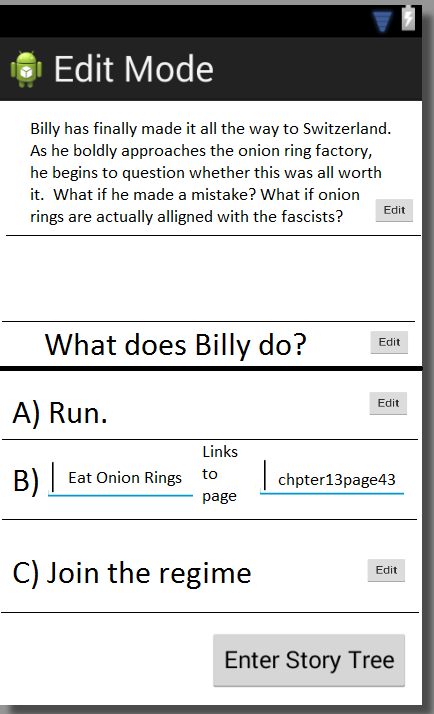 Edit Mode
Billy has finally made it all the way to Switzerland.
As he boldly approaches the onion ring factory,
he begins to question whether this was all worth
it.  What if he made a mistake? What if onion
rings are actually alligned with the fascists?
Edit
What does Billy do?
Edit
A) Run.
Edit
B)
Eat Onion Rings
Links
to
page
chpter13page43
C) Join the regime
Edit
Enter Story Tree